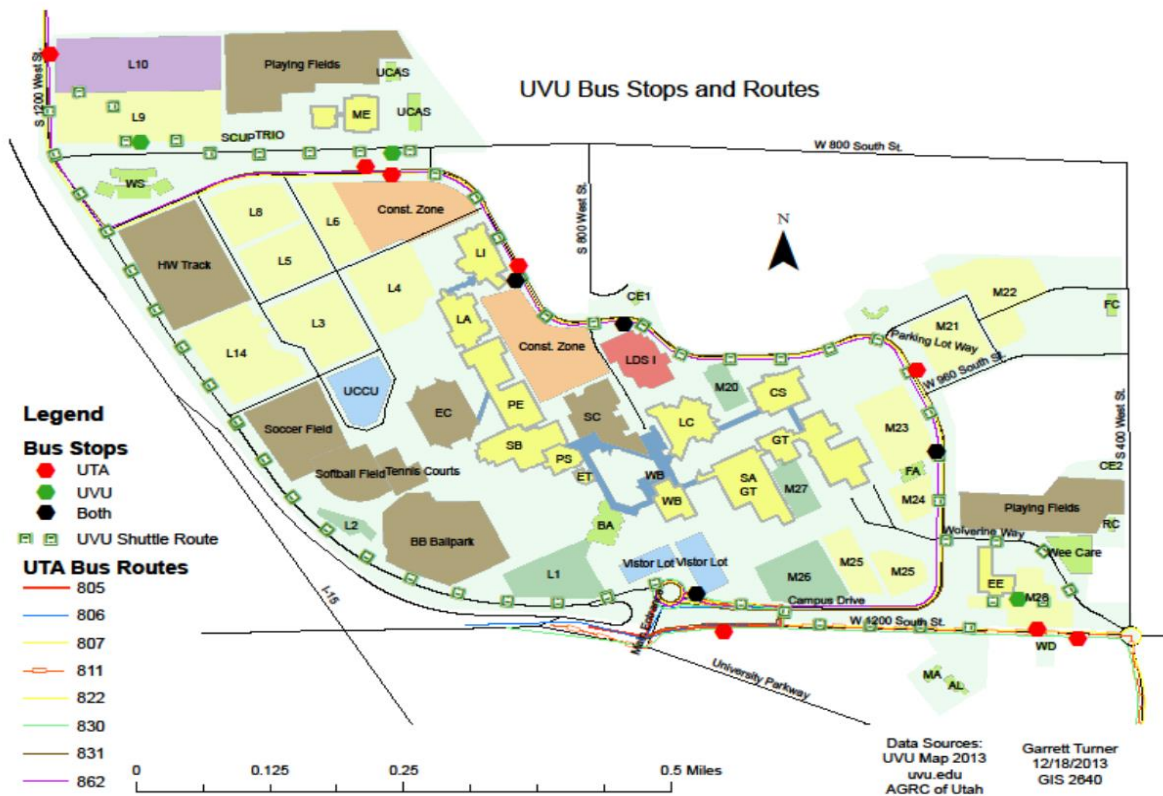 UVU Bus Stops and Routes
S 1200 West St.
L10
Playing Fields
UCAS
UCAS
ME
L9
SCUP
TRIO
W 800 South St.
WS
L8
L6
Const. Zone
S 800 West St.
N
HW Track
L5
LI
L4
CE1
M22
FC
L3
LA
Const. Zone
M21
Parking Lot Way
L14
LDS I
W 960 South St.
UCCU
M20
CS
EC
PE
SC
LC
M23
S 400 West St.
Soccer Field
SB
GT
PS
Softball Field
Tennis Courts
ET
WB
SA
GT
M27
FA
CE2
WB
M24
Playing Fields
L2
BA
RC
BB Ballpark
Wolverine Way
Wee Care
Vistor Lot
Vistor Lot
M25
M25
EE
L1
M26
M28
Campus Drive
I-15
Main Entrance
W 1200 South St.
WD
University Parkway
MA
AL
Legend
Bus Stops
UTA
UVU
Both
UVU Shuttle Route
UTA Bus Routes
805
806
807
811
822
830
831
862
0 0.125 0.25 0.5 Miles
Data Sources:
UVU Map 2013
uvu.edu
AGRC of Utah
Garrett Turner
12/18/2013
GIS 2640